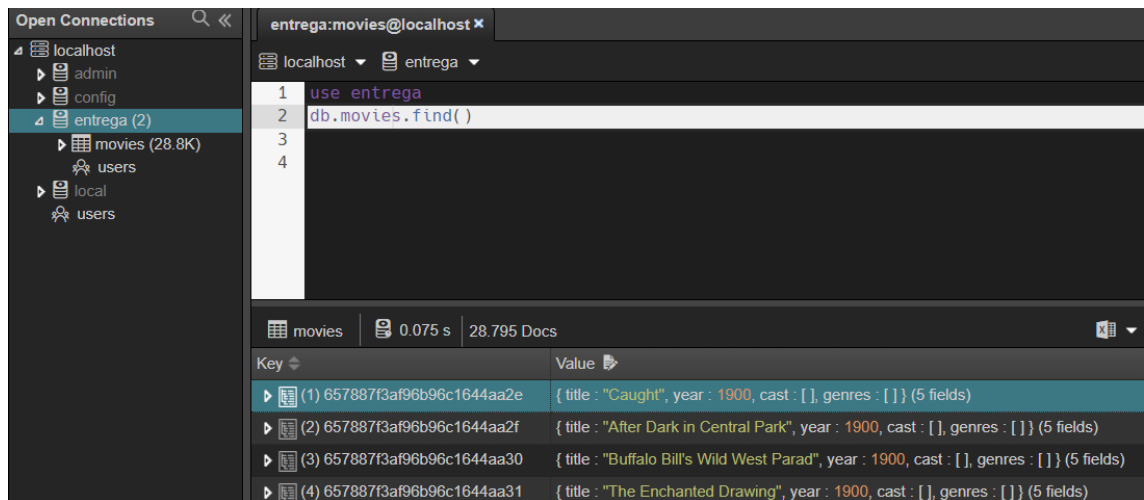 Open Connections
localhost
admin
config
entrega (2)
movies (28.8K)
users
local
users
entrega:movies@localhost
localhost entrega
1 use entrega
2 db.movies.find()
3
4
movies 0.075 s 28.795 Docs
Key Value
(1) 657887f3af96b96c1644aa2e { title : "Caught", year : 1900, cast : [ ], genres : [ ] } (5 fields)
(2) 657887f3af96b96c1644aa2f { title : "After Dark in Central Park", year : 1900, cast : [ ], genres : [ ] } (5 fields)
(3) 657887f3af96b96c1644aa30 { title : "Buffalo Bill's Wild West Parad", year : 1900, cast : [ ], genres : [ ] } (5 fields)
(4) 657887f3af96b96c1644aa31 { title : "The Enchanted Drawing", year : 1900, cast : [ ], genres : [ ] } (5 fields)